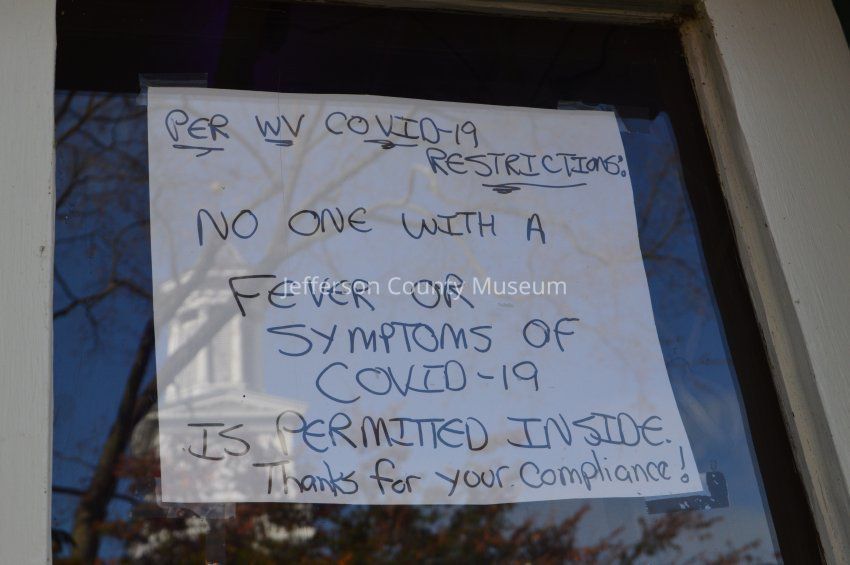 PER WV COVID-19
RESTRICTIONS:
NO ONE WITH A
FEVER OR
Jefferson County Museum
SYMPTOMS OF
COVID-19
IS PERMITTED INSIDE.
Thanks for your compliance!